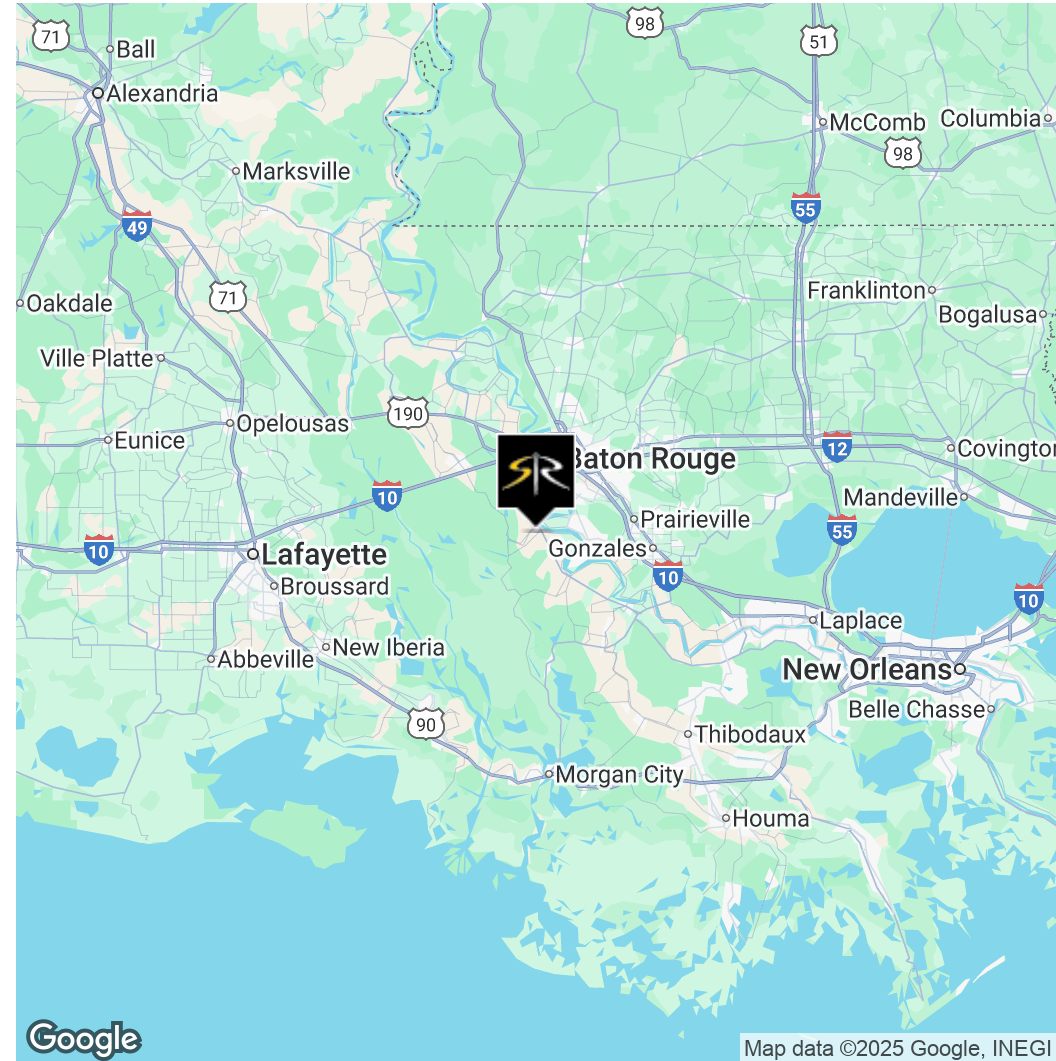 71
Ball
98
51
Alexandria
McComb
Columbia
98
Marksville
55
49
71
Oakdale
Franklinton
Bogalusa
Ville Platte
190
Opelousas
Eunice
12
Covington
SR
Baton Rouge
10
Mandeville
Prairieville
55
10
Lafayette
Gonzales
10
Broussard
10
Laplace
New Iberia
Abbeville
New Orleans
Belle Chasse
90
Thibodaux
Morgan City
Houma
Google
Map data ©2025 Google, INEGI